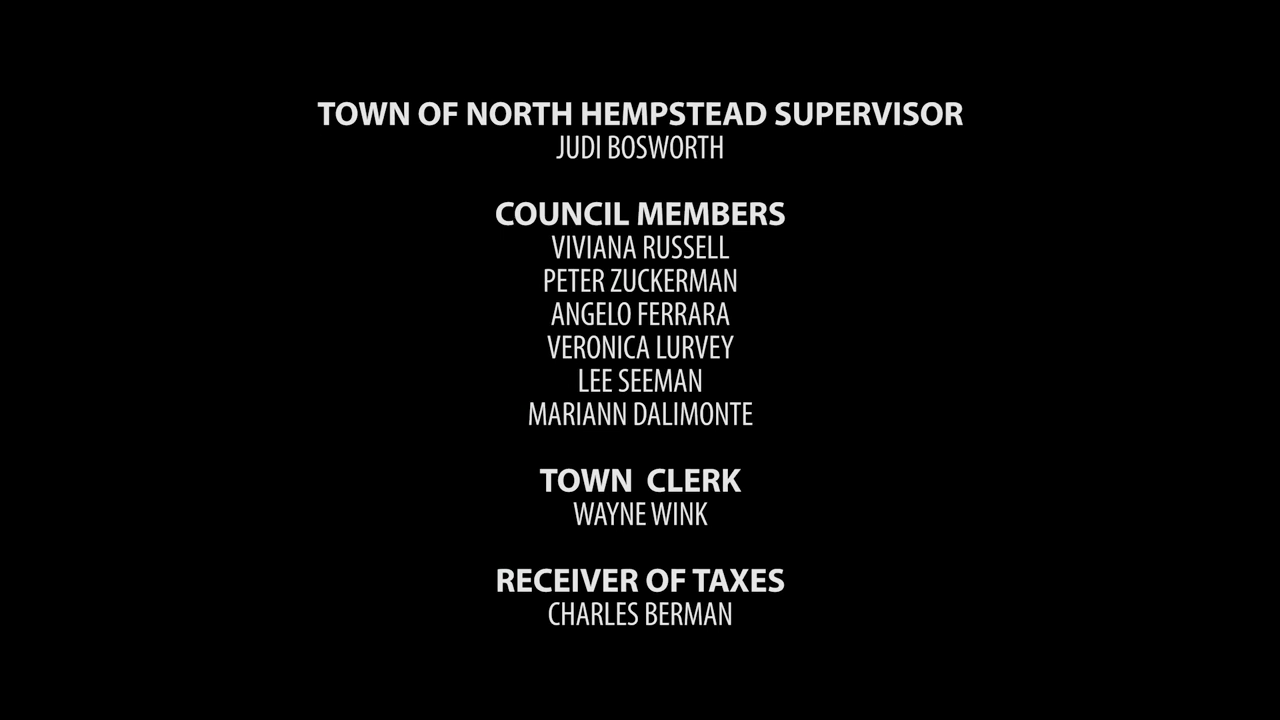 TOWN OF NORTH HEMPSTEAD SUPERVISOR
JUDI BOSWORTH
COUNCIL MEMBERS
VIVIANA RUSSELL
PETER ZUCKERMAN
ANGELO FERRARA
VERONICA LURVEY
LEE SEEMAN
MARIANN DALIMONTE
TOWN  CLERK
WAYNE WINK
RECEIVER OF TAXES
CHARLES BERMAN